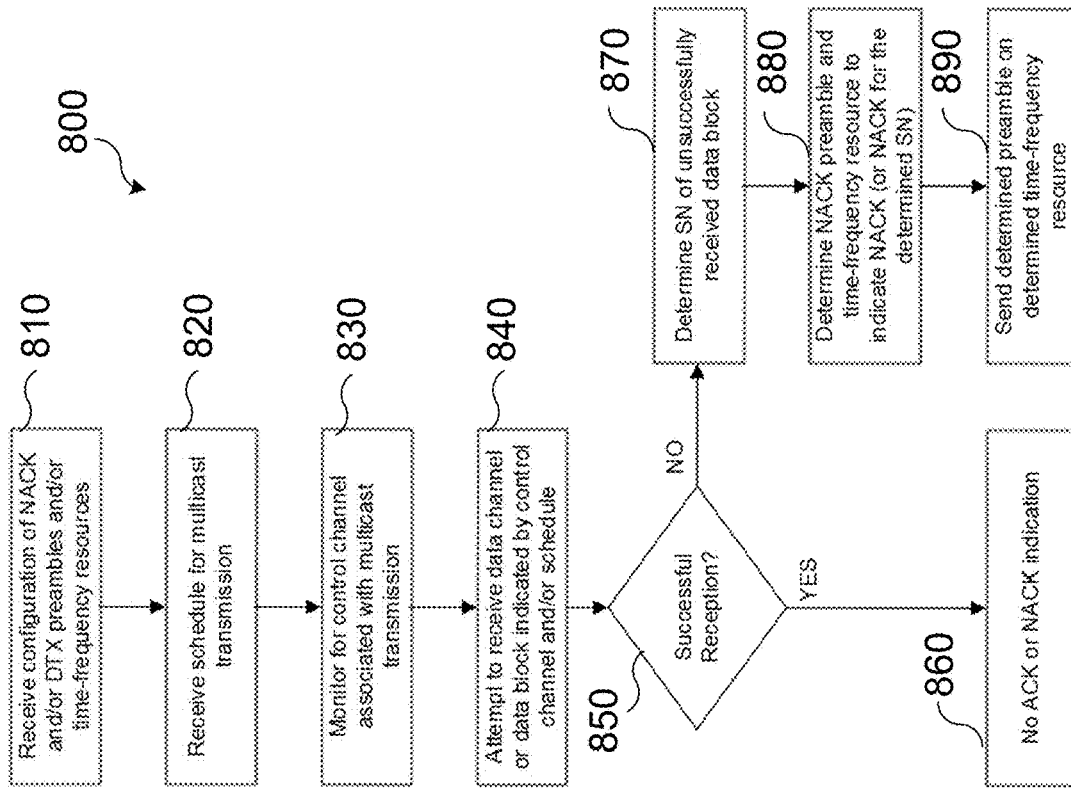 800
810
Receive configuration of NACK
and/or DTX preambles and/or
time-frequency resources
820
Receive schedule for multicast
transmission
830
Monitor for control channel
associated with multicast
transmission
840
Attempt to receive data channel
or data block indicated by control
channel and/or schedule
850
Successful
Reception?
NO
YES
860
No ACK or NACK indication
870
Determine SN of unsuccessfully
received data block
880
Determine NACK preamble and
time-frequency resource to
indicate NACK (or NACK for the
determined SN)
890
Send determined preamble on
determined time-frequency
resource